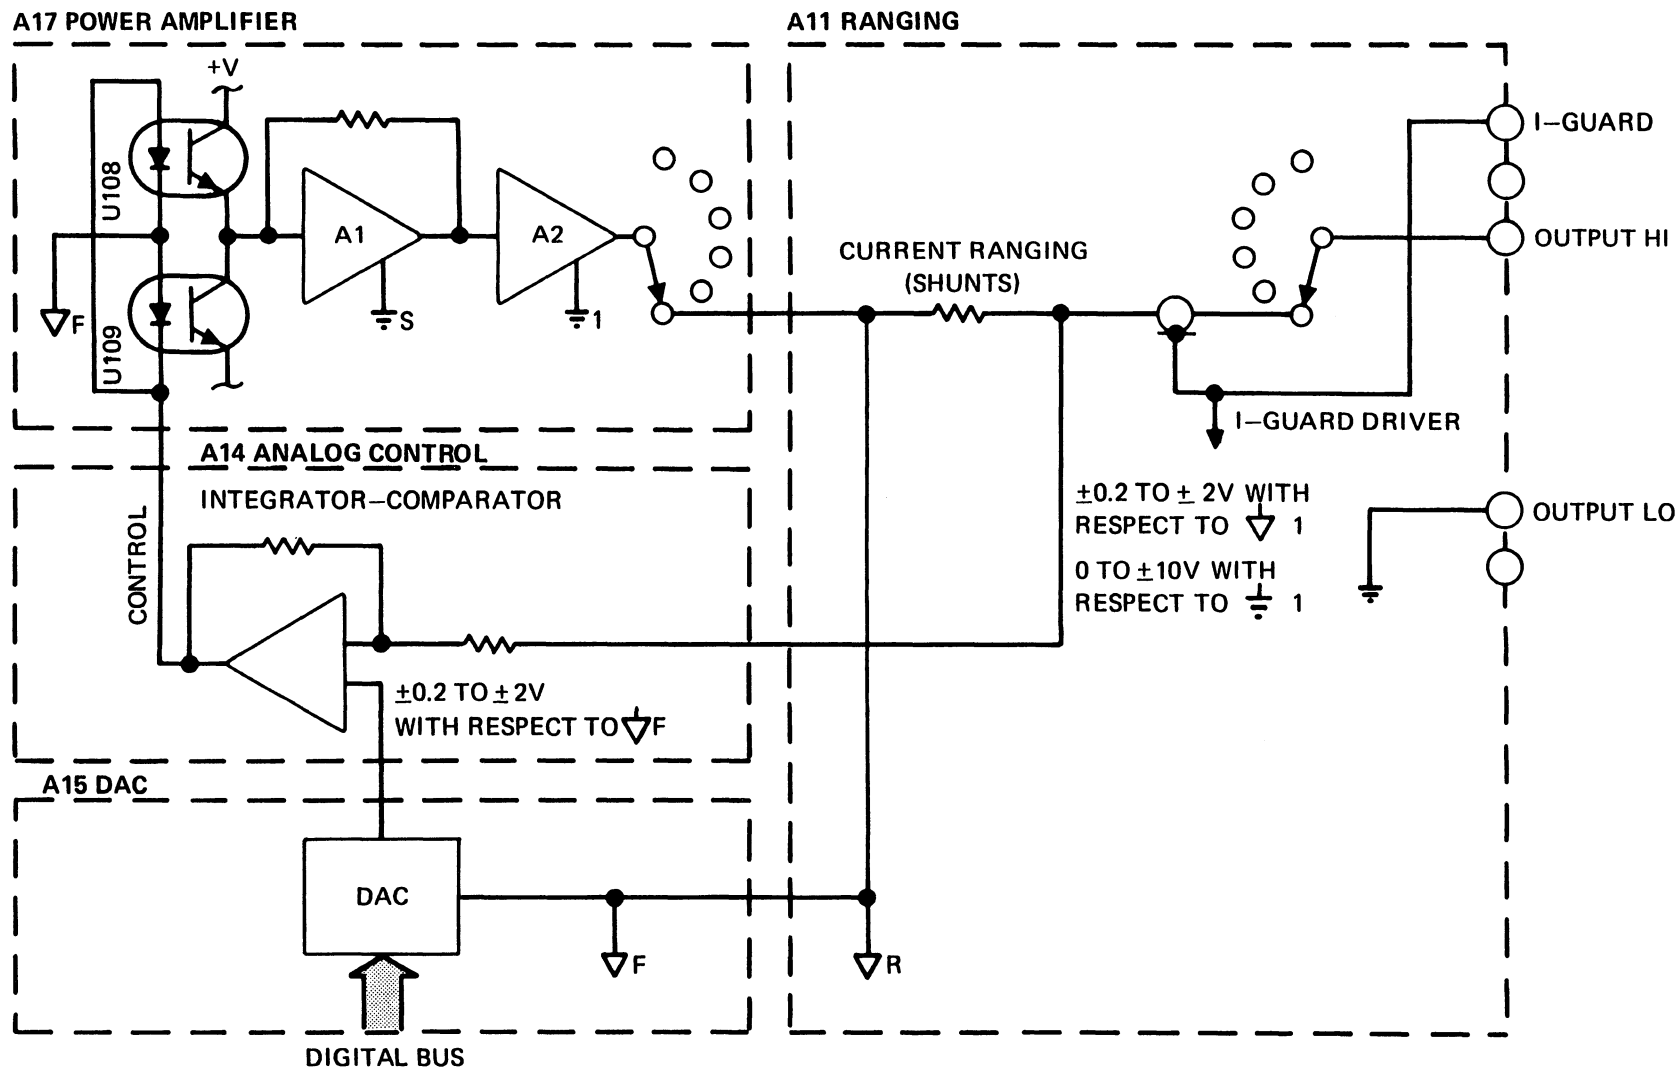 A17 POWER AMPLIFIER
A11 RANGING
+V
U108
U109
F
A1
A2
S
1
CURRENT RANGING
(SHUNTS)
I–GUARD
OUTPUT HI
I–GUARD DRIVER
OUTPUT LO
A14 ANALOG CONTROL
INTEGRATOR–COMPARATOR
CONTROL
±0.2 TO ± 2V WITH
RESPECT TO 1
0 TO ±10V WITH
RESPECT TO 1
±0.2 TO ± 2V
WITH RESPECT TO F
A15 DAC
DAC
F
R
DIGITAL BUS